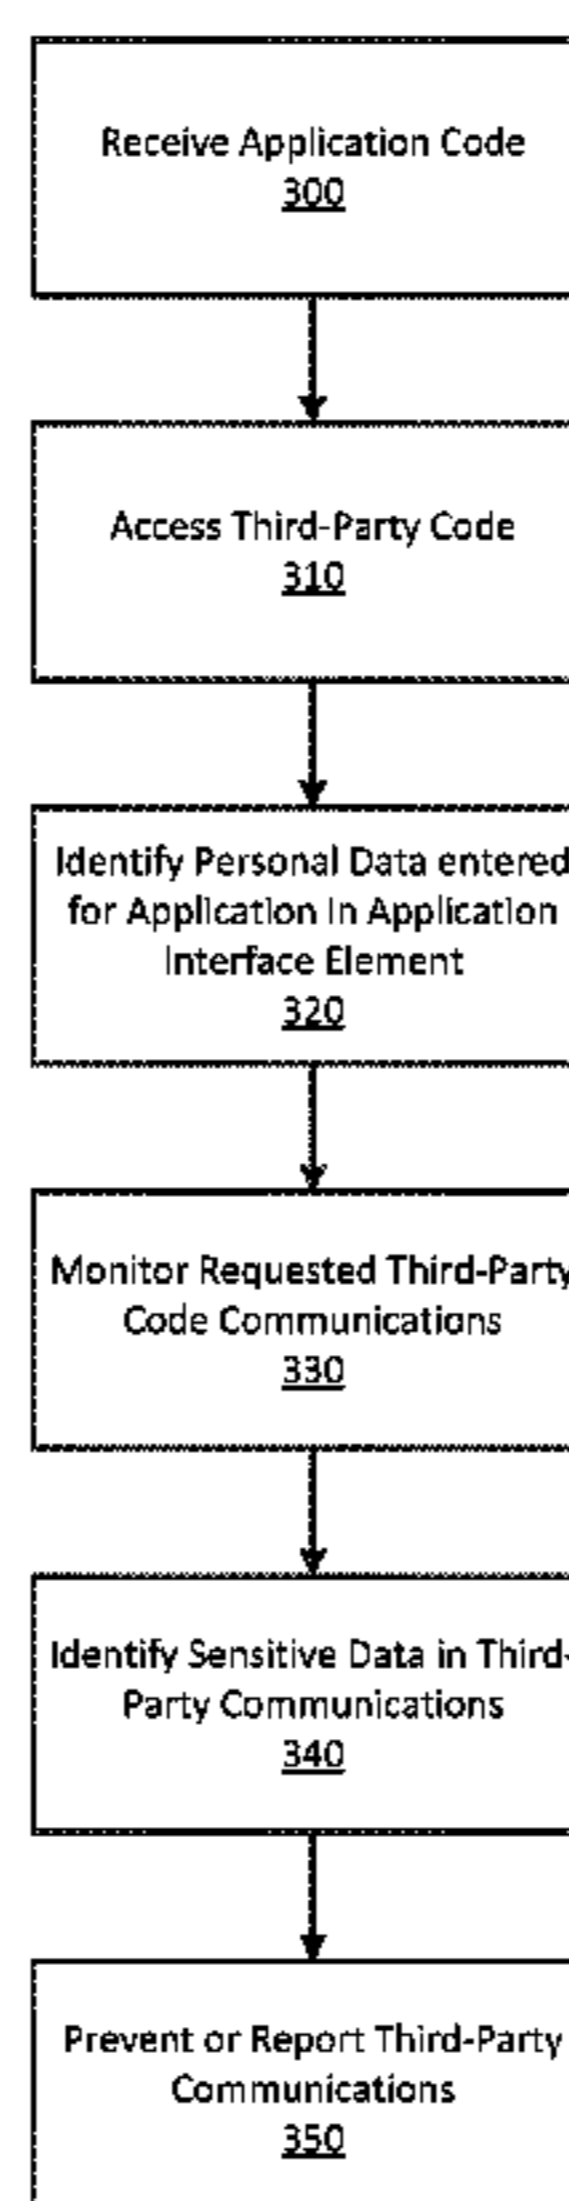 Receive Application Code
300
Access Third-Party Code
310
Identify Personal Data entered
for Application In Application
Interface Element
320
Monitor Requested Third-Party
Code Communications
330
Identify Sensitive Data in Third-
Party Communications
340
Prevent or Report Third-Party
Communications
350